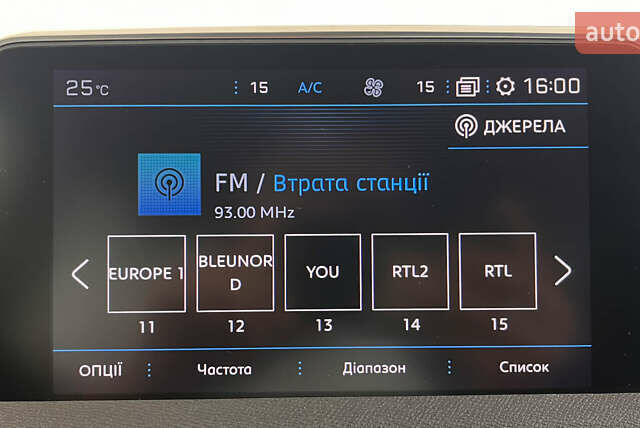 auto
25°C
15
A/C
15
16:00
ДЖЕРЕЛА
FM / Втрата станції
93.00 MHz
EUROPE 1
BLEUNOR
D
YOU
RTL2
RTL
11
12
13
14
15
ОПЦІЇ
Частота
Діапазон
Список